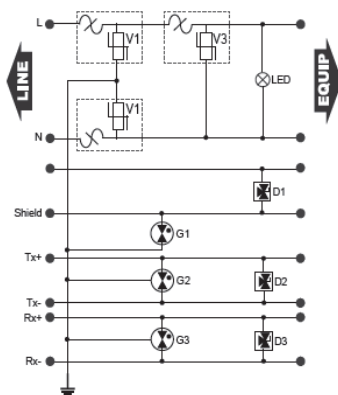 L
V1
V3
LINE
EQUIP
LED
V1
N
D1
Shield
G1
Tx+
G2
D2
Tx-
Rx+
G3
D3
Rx-